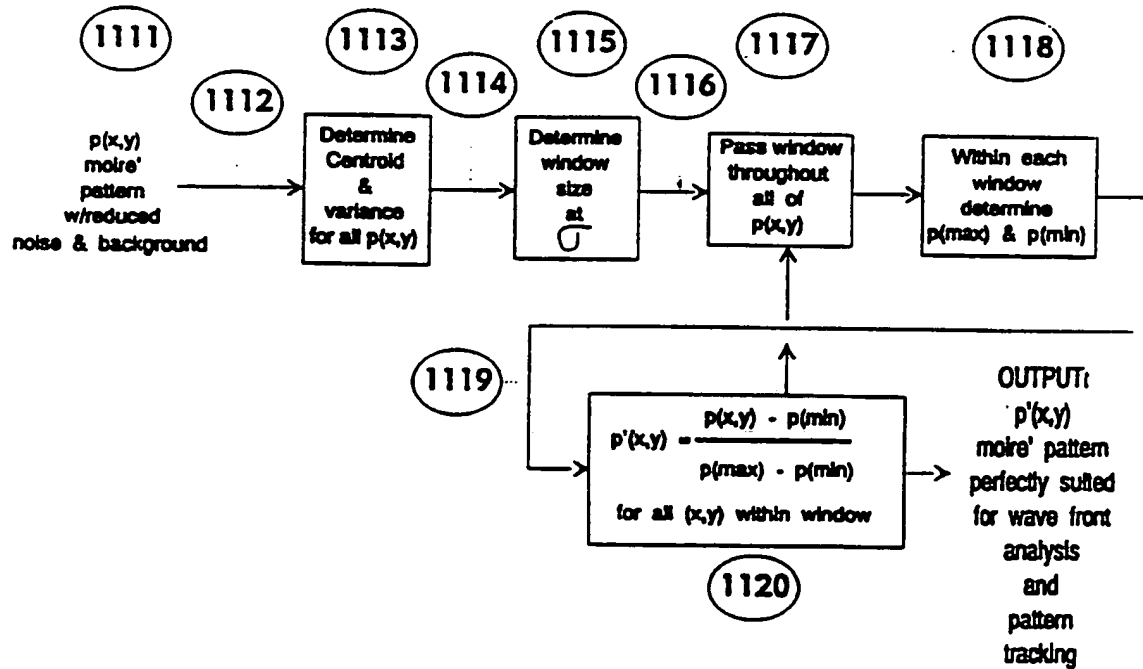 1111
1112
p(x,y)
moire'
pattern
w/reduced
noise & background
1113
Determine
Centroid
&
variance
for all p(x,y)
1114
1115
Determine
window
size
at
σ
1116
1117
Pass window
throughout
all of
p(x,y)
1118
Within each
window
determine
p(max) & p(min)
1119
p'(x,y) = p(x,y) - p(min)
p(max) - p(min)
for all (x,y) within window
1120
OUTPUT:
p'(x,y)
moire' pattern
perfectly suited
for wave front
analysis
and
pattern
tracking